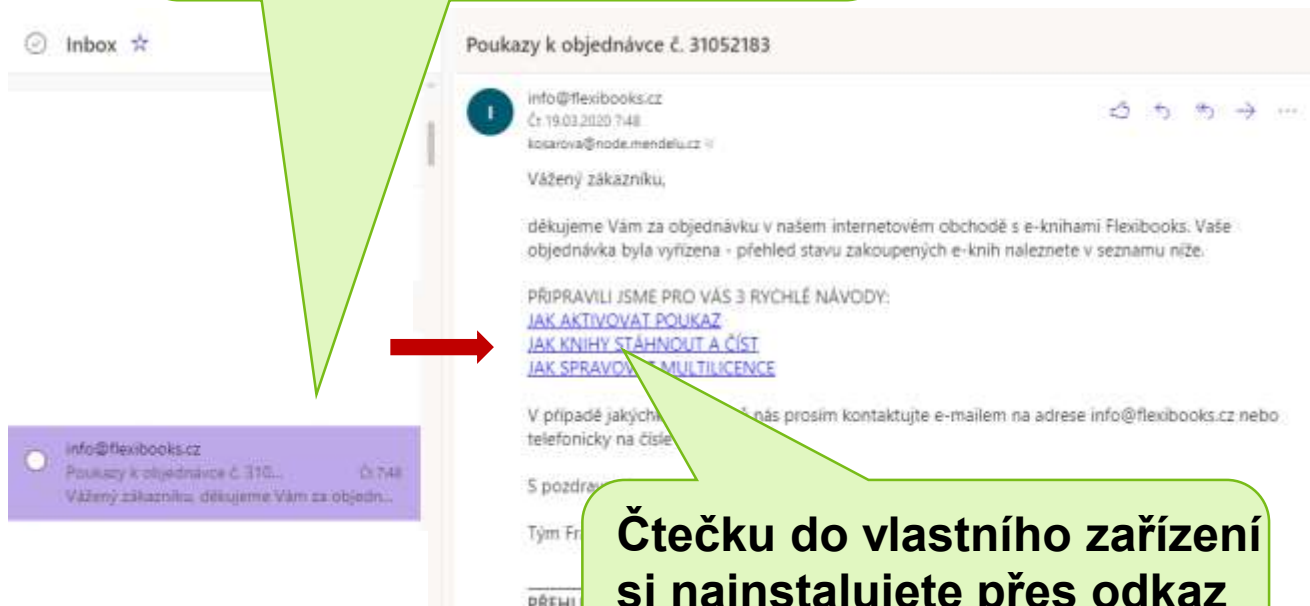 Inbox
Poukazy k objednávce č. 31052183
I
info@flexibooks.cz
Čt 19.03.2020 7:48
kosarova@node.mendelu.cz
Vážený zákazníku,
děkujeme Vám za objednávku v našem internetovém obchodě s e-knihami Flexibooks. Vaše
objednávka byla vyřízena - přehled stavu zakoupených e-knih naleznete v seznamu níže.
PŘIPRAVILI JSME PRO VÁS 3 RYCHLÉ NÁVODY:
JAK AKTIVOVAT POUKAZ
JAK KNIHY STÁHNOUT A ČÍST
JAK MULTILICENCE
V případě nás prosím kontaktujte e-mailem na adrese info@flexibooks.cz nebo
telefonicky na čísle
info@flexibooks.cz
Poukazy k objednávce č. 310... Čt 7:48
Vážený zákazníku, děkujeme Vám za objedn...
S
Tým
Čtečku do vlastního zařízení
si nainstalujete přes odkaz